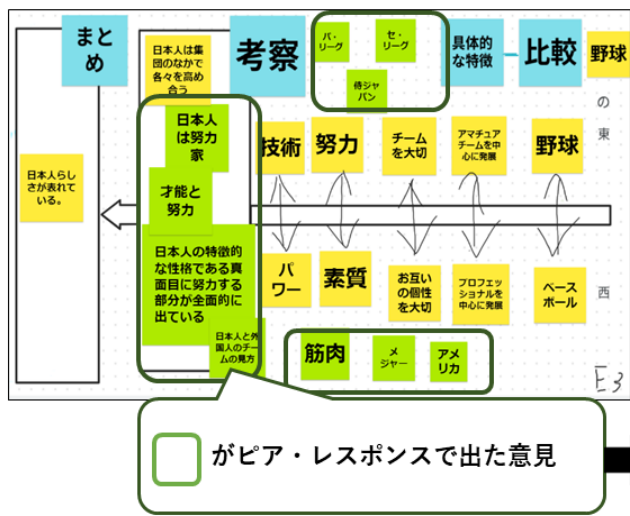 まと
め
日本人は集
団のなかで
各々を高め
合う
考察
パ・
リーグ
セ・
リーグ
侍ジャ
パン
具体的
な特徴
比較
野球
の
東
西
日本人
は努力
家
技術
努力
チーム
を大切
アマチュア
チームを中
心に発展
野球
日本人らし
さが表れて
いる。
才能と
努力
日本人の特徴的
な性格である真
面目に努力する
部分が全面的に
出ている
パ
ワー
素質
お互い
の個性
を大切
プロフェッ
ショナルを
中心に発展
ベース
ボール
日本人と外
国人のチー
ムの見方
筋肉
メ
ジャー
アメ
リカ
E3
がピア・レスポンスで出た意見